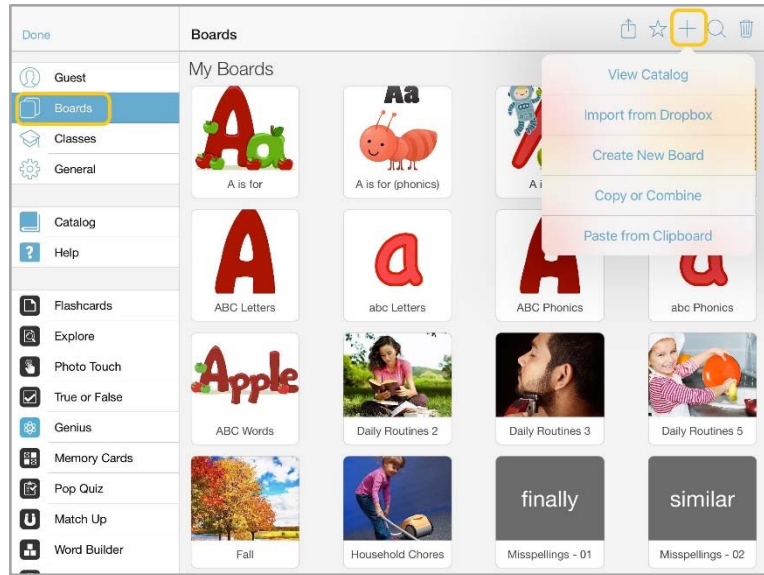 Done
Boards
Guest
Boards
Classes
General
Catalog
Help
Flashcards
Explore
Photo Touch
True or False
Genius
Memory Cards
Pop Quiz
Match Up
Word Builder
My Boards
View Catalog
Import from Dropbox
Create New Board
Copy or Combine
Paste from Clipboard
Aa
A is for
Aa
A is for (phonics)
A i
A
ABC Letters
a
abc Letters
A
ABC Phonics
a
abc Phonics
Apple
ABC Words
Daily Routines 2
Daily Routines 3
Daily Routines 5
Fall
Household Chores
finally
Misspellings - 01
similar
Misspellings - 02